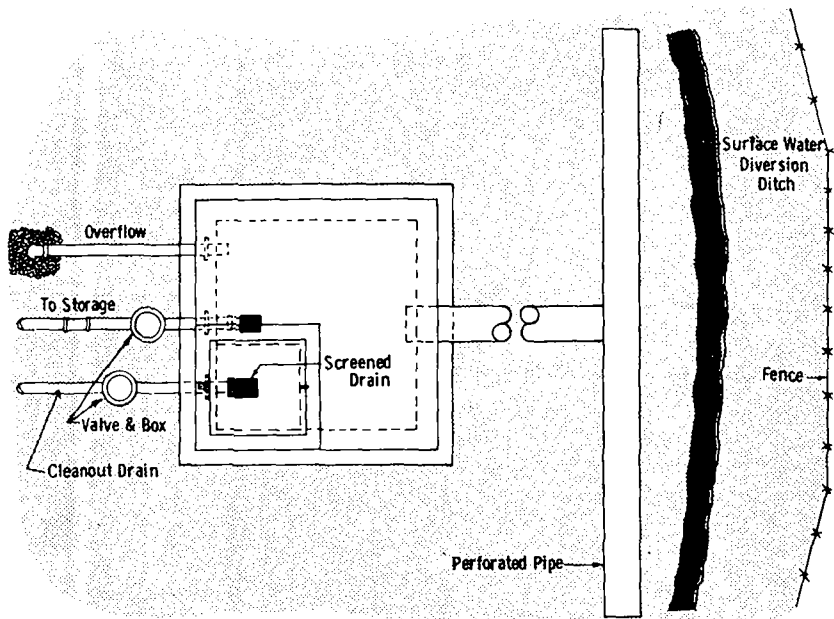 Surface Water
Diversion
Ditch
Overflow
To Storage
Screened
Drain
Fence
Valve & Box
Cleanout Drain
Perforated Pipe